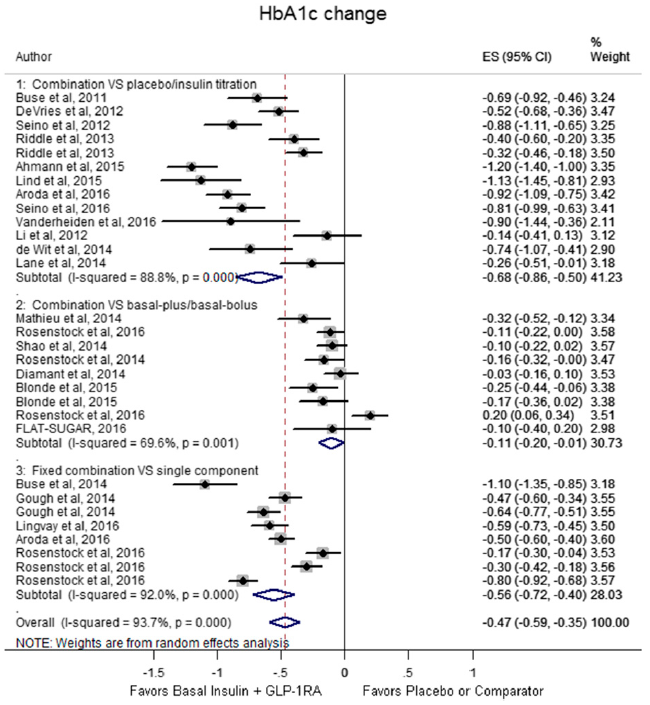 HbA1c change
%
Author ES (95% CI) Weight
1: Combination VS placebo/insulin titration
Buse et al, 2011 -0.69 (-0.92, -0.46) 3.24
DeVries et al, 2012 -0.52 (-0.68, -0.36) 3.47
Seino et al, 2012 -0.88 (-1.11, -0.65) 3.25
Riddle et al, 2013 -0.40 (-0.60, -0.20) 3.35
Riddle et al, 2013 -0.32 (-0.46, -0.18) 3.50
Ahmann et al, 2015 -1.20 (-1.40, -1.00) 3.35
Lind et al, 2015 -1.13 (-1.45, -0.81) 2.93
Aroda et al, 2016 -0.92 (-1.09, -0.75) 3.42
Seino et al, 2016 -0.81 (-0.99, -0.63) 3.41
Vanderheiden et al, 2016 -0.90 (-1.44, -0.36) 2.11
Li et al, 2012 -0.14 (-0.41, 0.13) 3.12
de Wit et al, 2014 -0.74 (-1.07, -0.41) 2.90
Lane et al, 2014 -0.26 (-0.51, -0.01) 3.18
Subtotal (I-squared = 88.8%, p = 0.000) -0.68 (-0.86, -0.50) 41.23
.
2: Combination VS basal-plus/basal-bolus
Mathieu et al, 2014 -0.32 (-0.52, -0.12) 3.34
Rosenstock et al, 2016 -0.11 (-0.22, 0.00) 3.58
Shao et al, 2014 -0.10 (-0.22, 0.02) 3.57
Rosenstock et al, 2014 -0.16 (-0.32, -0.00) 3.47
Diamant et al, 2014 -0.03 (-0.16, 0.10) 3.53
Blonde et al, 2015 -0.25 (-0.44, -0.06) 3.38
Blonde et al, 2015 -0.17 (-0.36, 0.02) 3.38
Rosenstock et al, 2016 0.20 (0.06, 0.34) 3.51
FLAT-SUGAR, 2016 -0.10 (-0.40, 0.20) 2.98
Subtotal (I-squared = 69.6%, p = 0.001) -0.11 (-0.20, -0.01) 30.73
.
3: Fixed combination VS single component
Buse et al, 2014 -1.10 (-1.35, -0.85) 3.18
Gough et al, 2014 -0.47 (-0.60, -0.34) 3.55
Gough et al, 2014 -0.64 (-0.77, -0.51) 3.55
Lingvay et al, 2016 -0.59 (-0.73, -0.45) 3.50
Aroda et al, 2016 -0.50 (-0.60, -0.40) 3.60
Rosenstock et al, 2016 -0.17 (-0.30, -0.04) 3.53
Rosenstock et al, 2016 -0.30 (-0.42, -0.18) 3.56
Rosenstock et al, 2016 -0.80 (-0.92, -0.68) 3.57
Subtotal (I-squared = 92.0%, p = 0.000) -0.56 (-0.72, -0.40) 28.03
.
Overall (I-squared = 93.7%, p = 0.000) -0.47 (-0.59, -0.35) 100.00
NOTE: Weights are from random effects analysis
-1.5 -1 -.5 0 .1 .5 1
Favors Basal Insulin + GLP-1RA Favors Placebo or Comparator